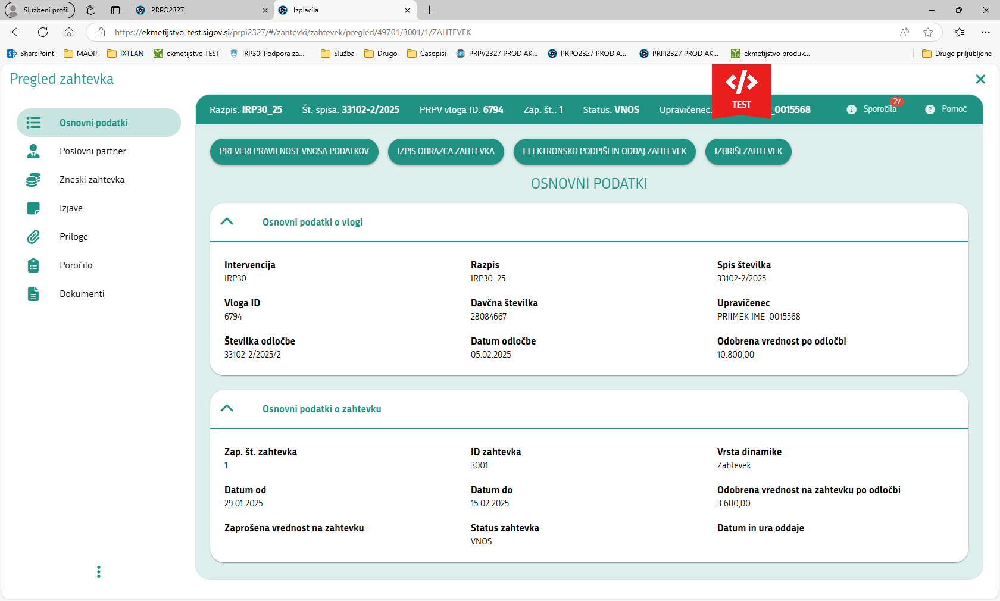 Službeni profil
PRPO2327
Izplačila
https://ekmetijstvo-test.sigov.si/prpi2327/#/zahtevki/zahtevek/pregled/49701/3001/1/ZAHTEVEK
SharePoint
MAOP
IXTLAN
ekmetijstvo TEST
IRP30: Podpora za...
Služba
Drugo
Časopisi
PRPV2327 PROD AK...
PRPO2327 PROD A...
PRPI2327 PROD AK...
ekmetijstvo produk...
Druge priljubljene
Pregled zahtevka
TEST
Osnovni podatki
Poslovni partner
Zneski zahtevka
Izjave
Priloge
Poročilo
Dokumenti
Razpis: IRP30_25
Št. spisa: 33102-2/2025
PRPV vloga ID: 6794
Zap. št.: 1
Status: VNOS
Upravičenec:
_0015568
Sporočila
27
Pomoč
PREVERI PRAVILNOST VNOSA PODATKOV
IZPIS OBRAZCA ZAHTEVKA
ELEKTRONSKO PODPIŠI IN ODDAJ ZAHTEVEK
IZBRIŠI ZAHTEVEK
OSNOVNI PODATKI
Osnovni podatki o vlogi
Intervencija
IRP30
Razpis
IRP30_25
Spis številka
33102-2/2025
Vloga ID
6794
Davčna številka
28084667
Upravičenec
PRIIMEK IME_0015568
Številka odločbe
33102-2/2025/2
Datum odločbe
05.02.2025
Odobrena vrednost po odločbi
10.800,00
Osnovni podatki o zahtevku
Zap. št. zahtevka
1
ID zahtevka
3001
Vrsta dinamike
Zahtevek
Datum od
29.01.2025
Datum do
15.02.2025
Odobrena vrednost na zahtevku po odločbi
3.600,00
Zaprošena vrednost na zahtevku
Status zahtevka
VNOS
Datum in ura oddaje